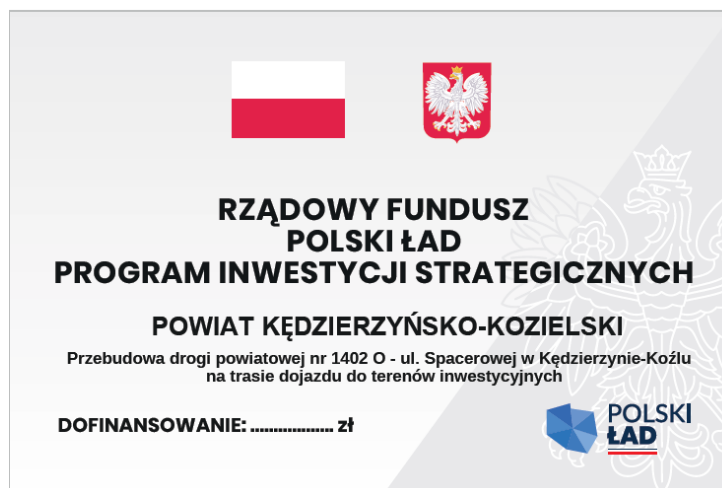 RZĄDOWY FUNDUSZ
POLSKI ŁAD
PROGRAM INWESTYCJI STRATEGICZNYCH
POWIAT KĘDZIERZYŃSKO-KOZIELSKI
Przebudowa drogi powiatowej nr 1402 O - ul. Spacerowej w Kędzierzynie-Koźlu
na trasie dojazdu do terenów inwestycyjnych
DOFINANSOWANIE: .................. zł
POLSKI
ŁAD